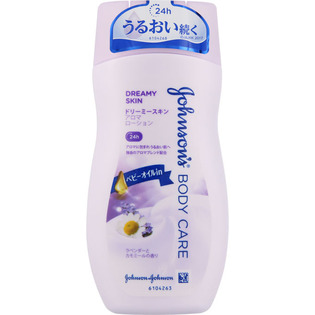 24h
うるおい続く
6104263
DREAMY
SKIN
ドリーミースキン
アロマ
ローション
24h
ベビーオイルin
Johnson's® BODY CARE
ラベンダーと
カモミールの香り
Johnson&Johnson
6104263